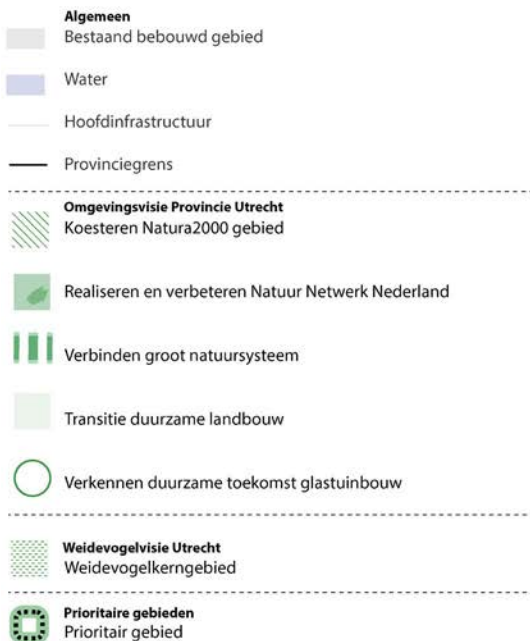 Algemeen
Bestaand bebouwd gebied
Water
Hoofdinfrastructuur
Provinciegrens
Omgevingsvisie Provincie Utrecht
Koesteren Natura2000 gebied
Realiseren en verbeteren Natuur Netwerk Nederland
Verbinden groot natuursysteem
Transitie duurzame landbouw
Verkennen duurzame toekomst glastuinbouw
Weidevogelvisie Utrecht
Weidevogelkerngebied
Prioritaire gebieden
Prioritair gebied